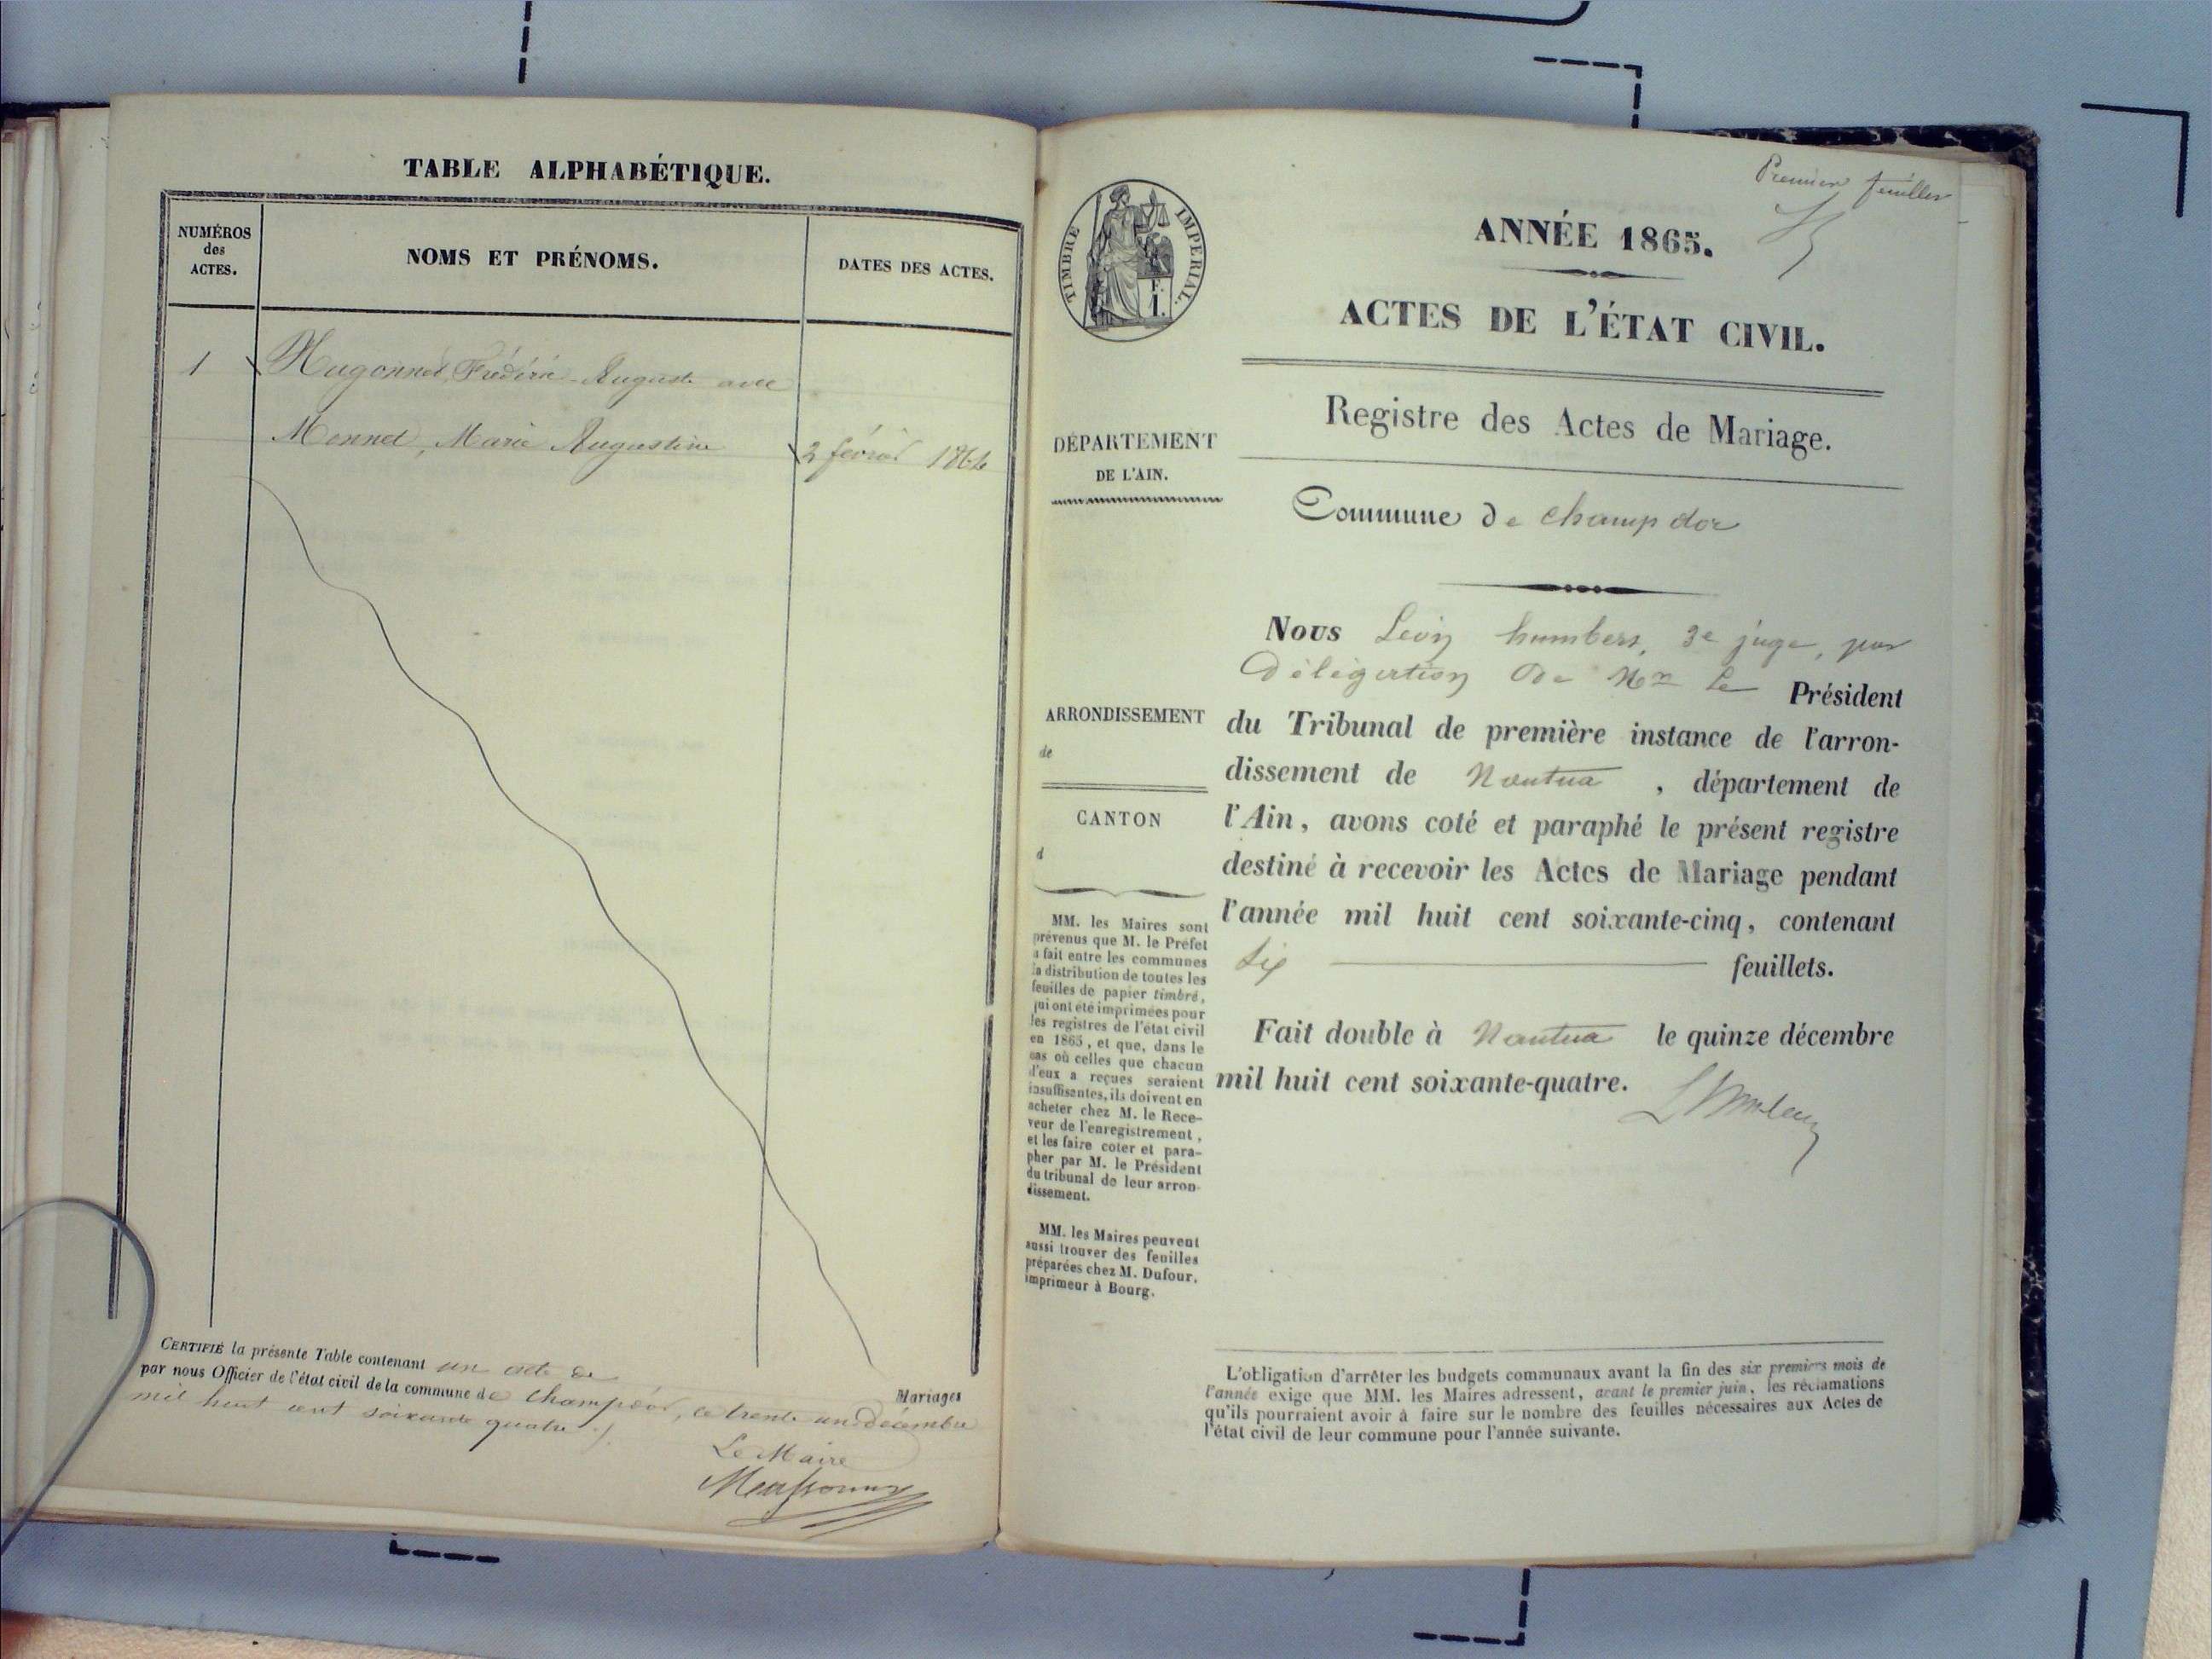 TABLE ALPHABÉTIQUE.
NUMÉROS
des
ACTES.
NOMS ET PRÉNOMS.
DATES DES ACTES.
1
Hugonnet, Frédéric-Auguste avec
Monnet, Marie Augustine
2 février 1864
CERTIFIÉ la présente Table contenant un acte de
Mariages
par nous Officier de l'état civil de la commune de Champdor, ce trente un décembre
mil huit cent soixante quatre
Le Maire
Premier feuillet
TIMBRE IMPERIAL.
ANNÉE 1865.
ACTES DE L'ÉTAT CIVIL.
Registre des Actes de Mariage.
DÉPARTEMENT
DE L'AIN.
Commune de Champdor
ARRONDISSEMENT
de
CANTON
d
MM. les Maires sont
prévenus que M. le Préfet
a fait entre les communes
la distribution de toutes les
feuilles de papier timbré,
qui ont été imprimées pour
les registres de l'état civil
en 1865, et que, dans le
cas où celles que chacun
d'eux a reçues seraient
insuffisantes, ils doivent en
acheter chez M. le Rece-
veur de l'enregistrement,
et les faire coter et para-
pher par M. le Président
du tribunal de leur arron-
dissement.
MM. les Maires peuvent
aussi trouver des feuilles
préparées chez M. Dufour,
imprimeur à Bourg.
Nous Léon humbert, 3e juge, par
Délégation De Mr Le Président
du Tribunal de première instance de l'arron-
dissement de Nantua, département de
l'Ain, avons coté et paraphé le présent registre
destiné à recevoir les Actes de Mariage pendant
l'année mil huit cent soixante-cinq, contenant
six feuillets.
Fait double à Nantua le quinze décembre
mil huit cent soixante-quatre.
L'obligation d'arrêter les budgets communaux avant la fin des six premiers mois de
l'année exige que MM. les Maires adressent, avant le premier juin, les réclamations
qu'ils pourraient avoir à faire sur le nombre des feuilles nécessaires aux Actes de
l'état civil de leur commune pour l'année suivante.